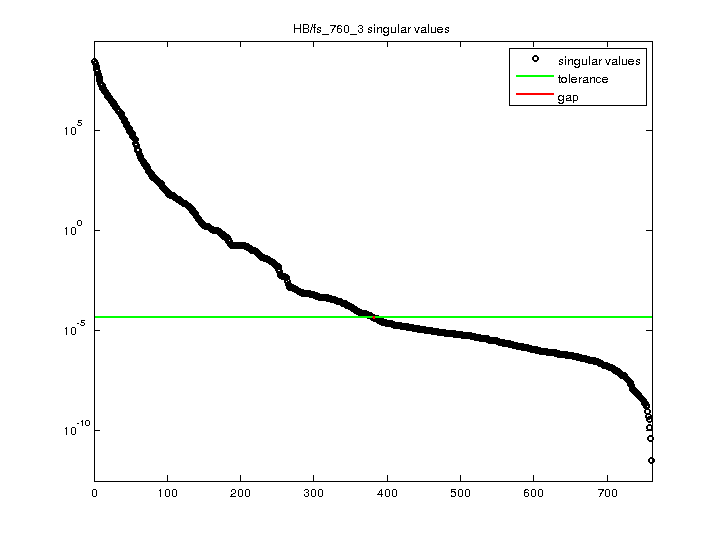 HB/fs_760_3 singular values
singular values
tolerance
gap
10^5
10^0
10^-5
10^-10
0 100 200 300 400 500 600 700